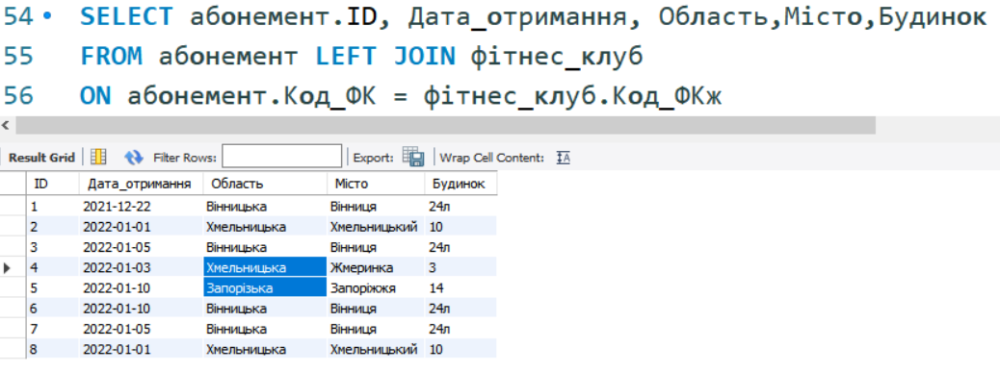 54 SELECT абонемент.ID, Дата_отримання, Область,Місто,Будинок
55 FROM абонемент LEFT JOIN фітнес_клуб
56 ON абонемент.Код_ФК = фітнес_клуб.Код_ФКж
Result Grid Filter Rows: Export: Wrap Cell Content:
ID Дата_отримання Область Місто Будинок
1 2021-12-22 Вінницька Вінниця 24л
2 2022-01-01 Хмельницька Хмельницький 10
3 2022-01-05 Вінницька Вінниця 24л
4 2022-01-03 Хмельницька Жмеринка 3
5 2022-01-10 Запорізька Запоріжжя 14
6 2022-01-10 Вінницька Вінниця 24л
7 2022-01-05 Вінницька Вінниця 24л
8 2022-01-01 Хмельницька Хмельницький 10